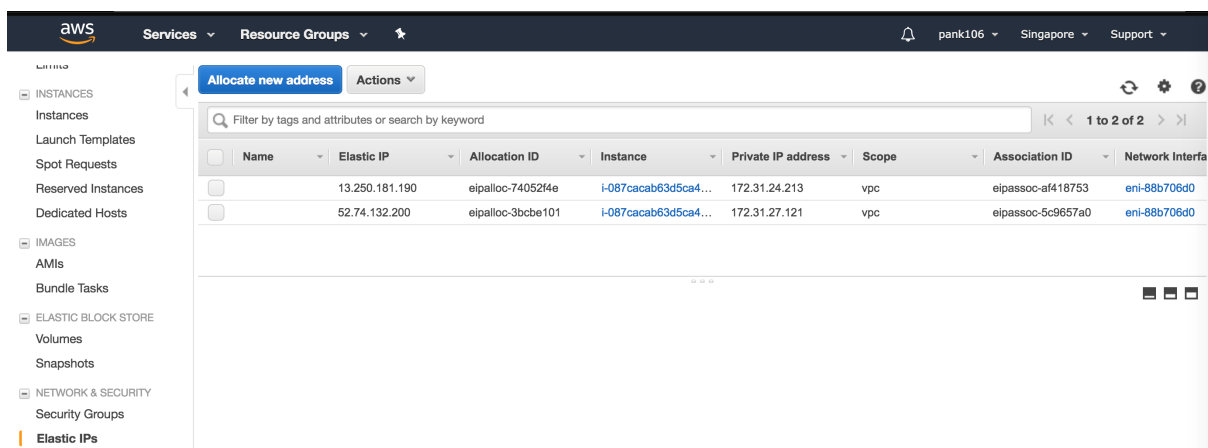 aws Services Resource Groups pank106 Singapore Support
Limits
INSTANCES
Instances
Launch Templates
Spot Requests
Reserved Instances
Dedicated Hosts
IMAGES
AMIs
Bundle Tasks
ELASTIC BLOCK STORE
Volumes
Snapshots
NETWORK & SECURITY
Security Groups
Elastic IPs
Allocate new address Actions
Filter by tags and attributes or search by keyword 1 to 2 of 2
Name Elastic IP Allocation ID Instance Private IP address Scope Association ID Network Interfa
13.250.181.190 eipalloc-74052f4e i-087cacab63d5ca4... 172.31.24.213 vpc eipassoc-af418753 eni-88b706d0
52.74.132.200 eipalloc-3bcbe101 i-087cacab63d5ca4... 172.31.27.121 vpc eipassoc-5c9657a0 eni-88b706d0